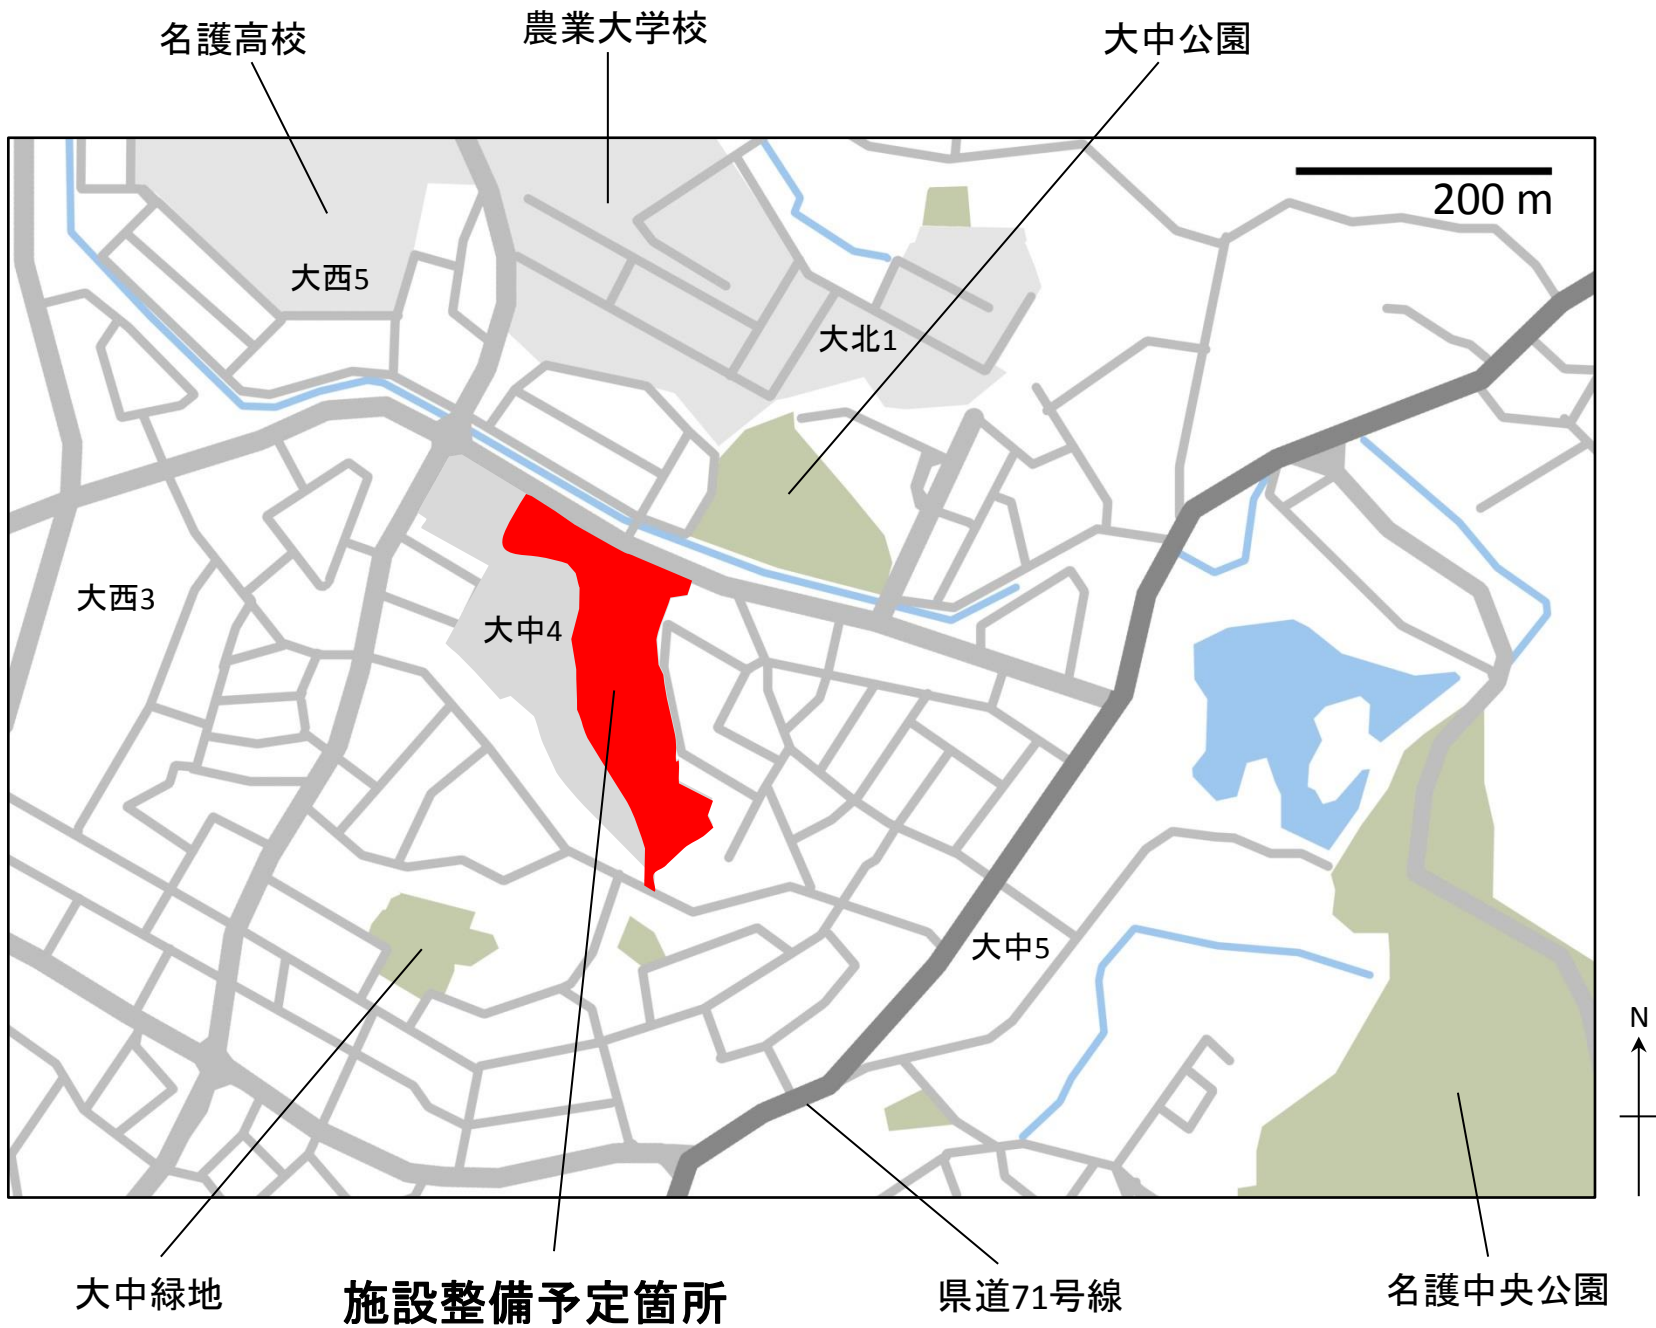 名護高校
農業大学校
大中公園
200 m
大西5
大北1
大西3
大中4
大中5
N
大中緑地
施設整備予定箇所
県道71号線
名護中央公園